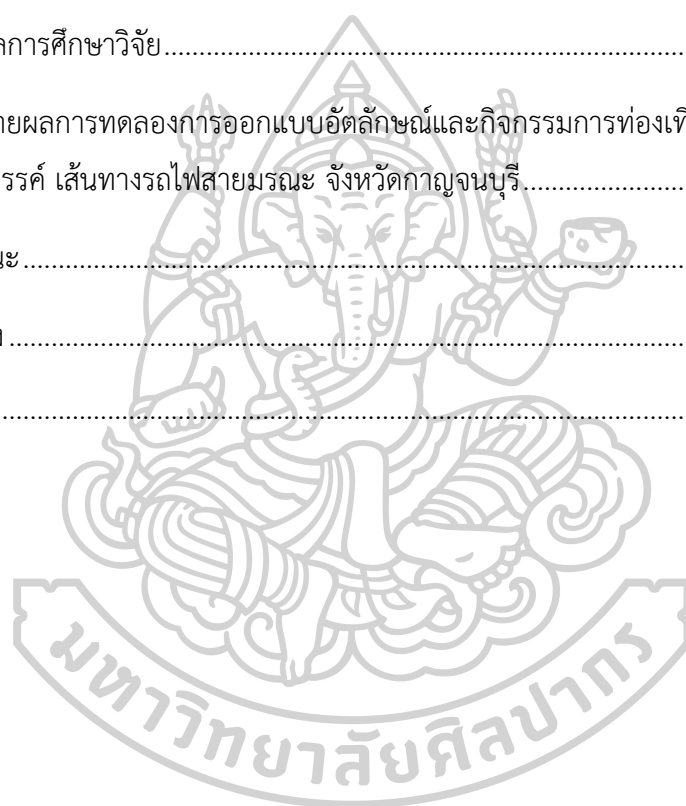 ลการศึกษาวิจัย
ายผลการทดลองการออกแบบอัตลักษณ์และกิจกรรมการท่องเที
รรค์ เส้นทางรถไฟสายมรณะ จังหวัดกาญจนบุรี
นะ
มหาวิทยาลัยศิลปากร